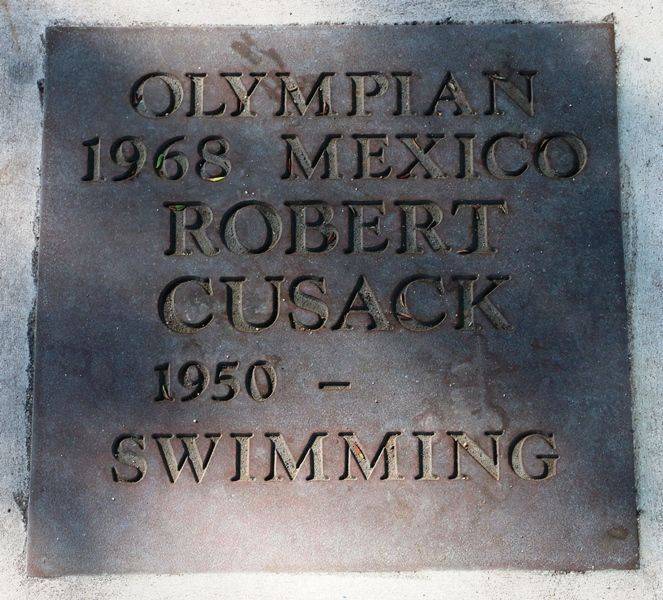 OLYMPIAN
1968 MEXICO
ROBERT
CUSACK
1950 –
SWIMMING